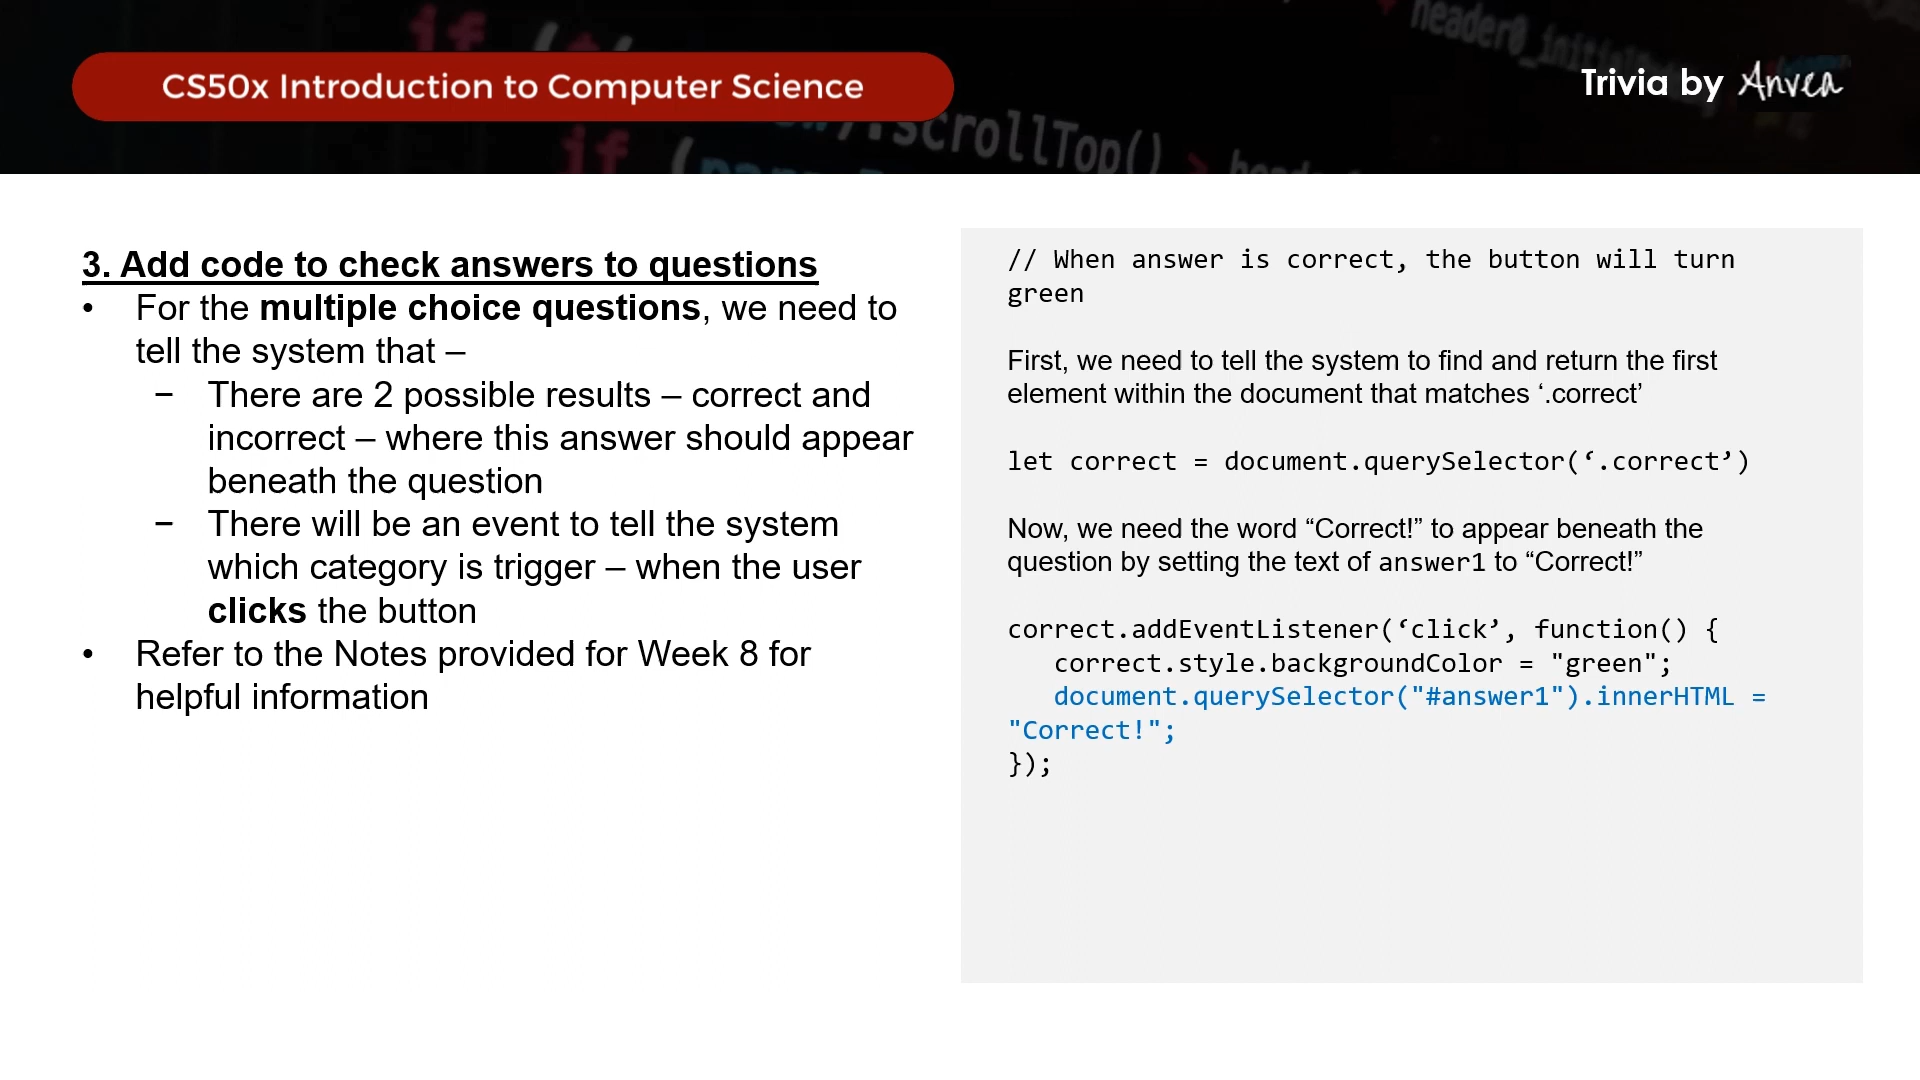 if (
header0_initi
CS50x Introduction to Computer Science
Trivia by Anvea
.scrollTop() >
if (
3. Add code to check answers to questions
• For the multiple choice questions, we need to
tell the system that –
− There are 2 possible results – correct and
incorrect – where this answer should appear
beneath the question
− There will be an event to tell the system
which category is trigger – when the user
clicks the button
• Refer to the Notes provided for Week 8 for
helpful information
// When answer is correct, the button will turn
green
First, we need to tell the system to find and return the first
element within the document that matches ‘.correct’
let correct = document.querySelector(‘.correct’)
Now, we need the word “Correct!” to appear beneath the
question by setting the text of answer1 to “Correct!”
correct.addEventListener(‘click’, function() {
correct.style.backgroundColor = "green";
document.querySelector("#answer1").innerHTML =
"Correct!";
});